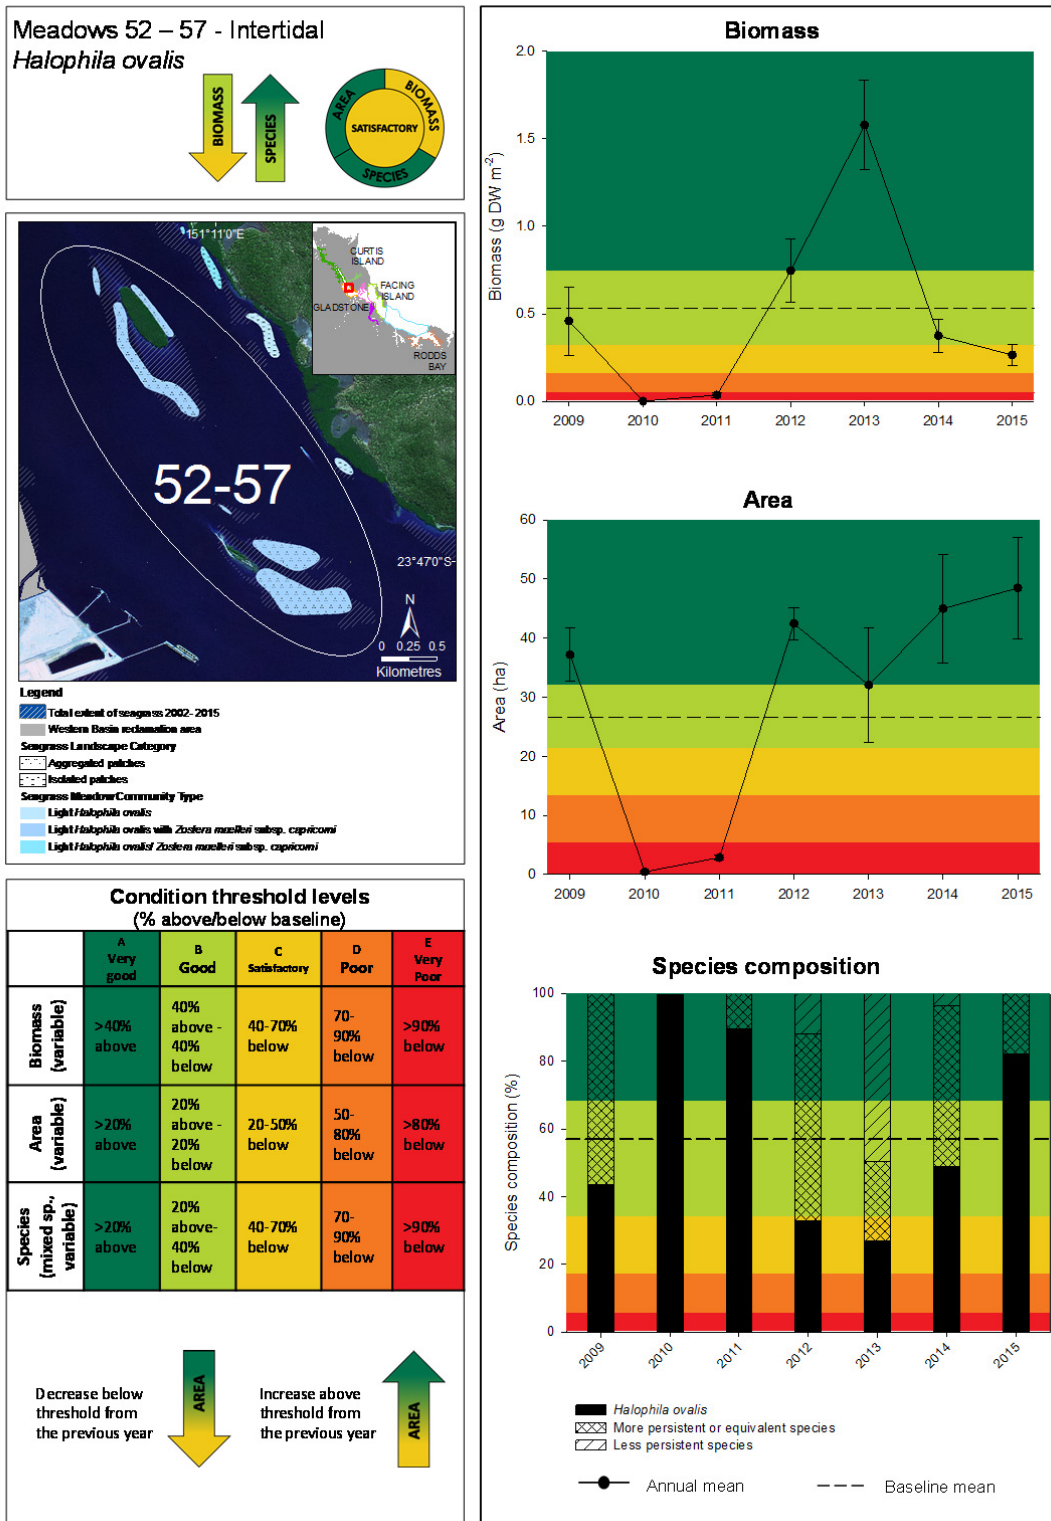 Meadows 52 – 57 - Intertidal
Halophila ovalis
BIOMASS
SPECIES
AREA
BIOMASS
SATISFACTORY
SPECIES
151°11'0"E
CURTIS
ISLAND
FACING
ISLAND
GLADSTONE
RODDS
BAY
52-57
23°47'0"S
N
0 0.25 0.5
Kilometres
Legend
Total extent of seagrass 2002-2015
Western Basin reclamation area
Seagrass Landscape Category
Aggregated patches
Isolated patches
Seagrass Meadow Community Type
Light Halophila ovalis
Light Halophila ovalis with Zostera muelleri subsp. capricorni
Light Halophila ovalis/ Zostera muelleri subsp. capricorni
Condition threshold levels
(% above/below baseline)
A Very good
B Good
C Satisfactory
D Poor
E Very Poor
Biomass (variable)
>40% above
40% above - 40% below
40-70% below
70-90% below
>90% below
Area (variable)
>20% above
20% above - 20% below
20-50% below
50-80% below
>80% below
Species (mixed sp., variable)
>20% above
20% above- 40% below
40-70% below
70-90% below
>90% below
Decrease below
threshold from
the previous year
AREA
Increase above
threshold from
the previous year
AREA
Biomass
Biomass (g DW m-2)
2.0
1.5
1.0
0.5
0.0
2009 2010 2011 2012 2013 2014 2015
Area
Area (ha)
60
50
40
30
20
10
0
2009 2010 2011 2012 2013 2014 2015
Species composition
Species composition (%)
100
80
60
40
20
0
2009 2010 2011 2012 2013 2014 2015
Halophila ovalis
More persistent or equivalent species
Less persistent species
Annual mean
Baseline mean